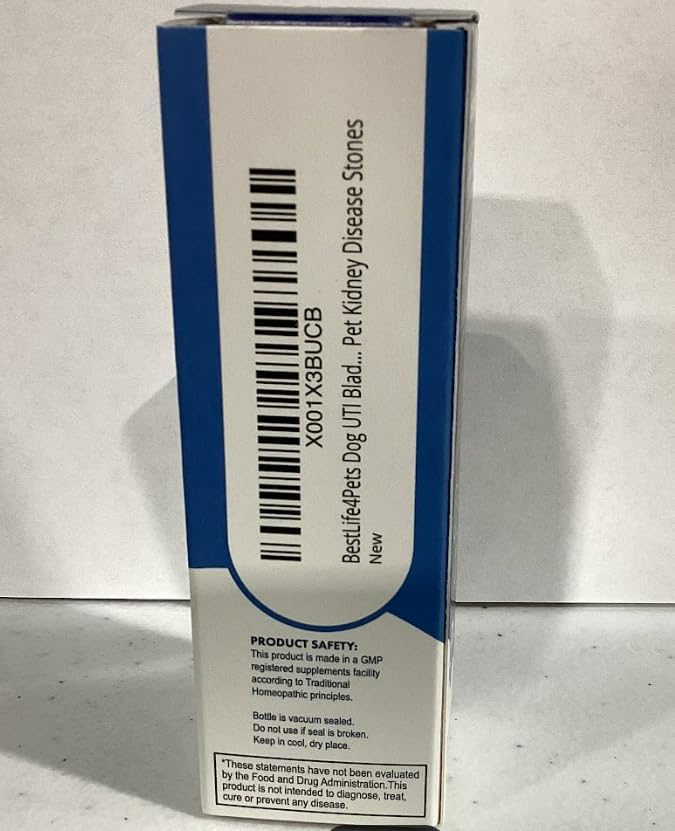 X001X3BUCB
BestLife4Pets Dog UTI Blad... Pet Kidney Disease Stones
New
PRODUCT SAFETY:
This product is made in a GMP
registered supplements facility
according to Traditional
Homeopathic principles.
Bottle is vacuum sealed.
Do not use if seal is broken.
Keep in cool, dry place.
*These statements have not been evaluated
by the Food and Drug Administration.This
product is not intended to diagnose, treat,
cure or prevent any disease.